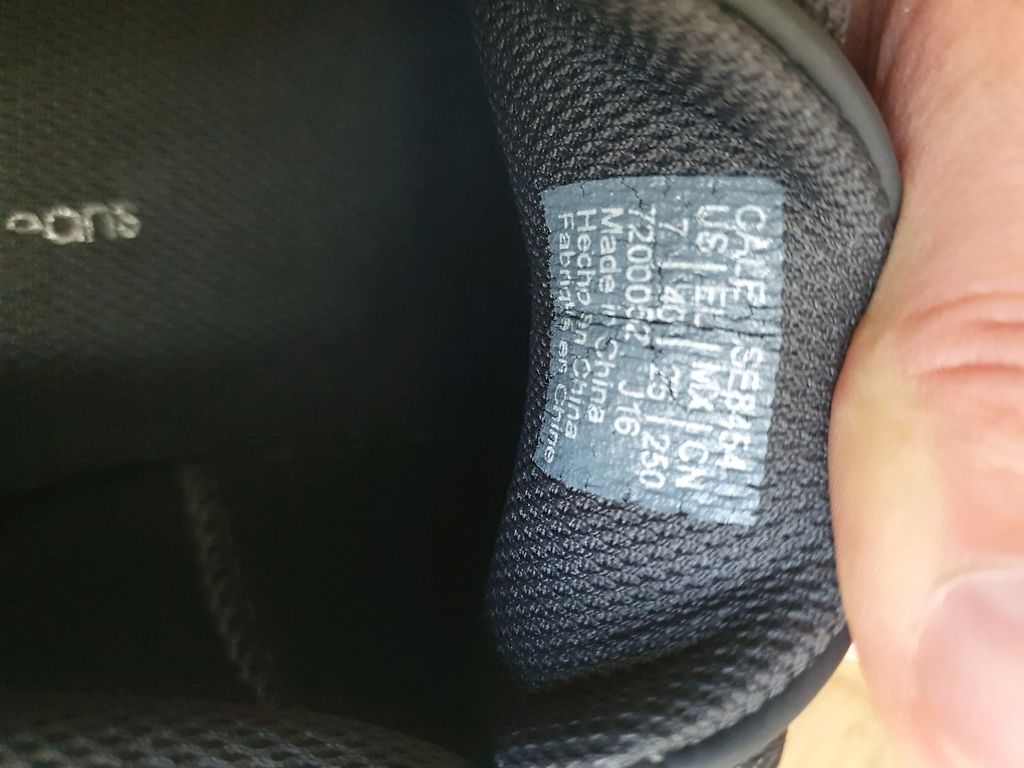 CALF SE8454
US | EU | MX | CN
7 | 40 | 25 | 250
J16
Made in China
Hecho en China
Fabriqué en Chine